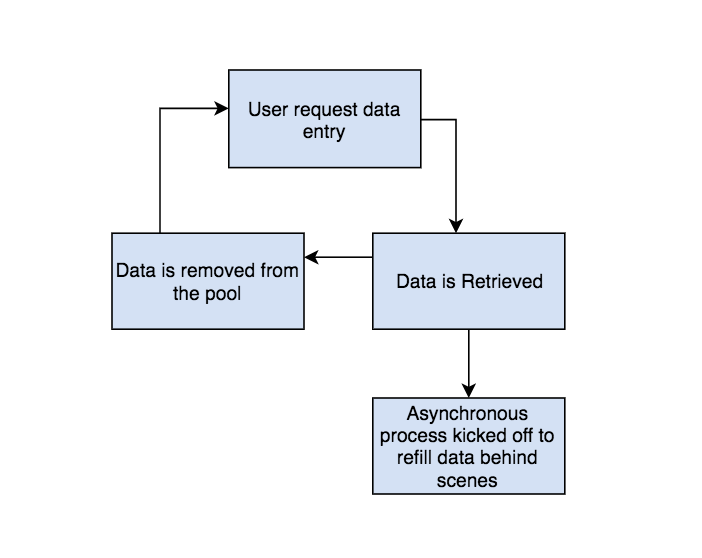 User request data
entry
Data is removed from
the pool
Data is Retrieved
Asynchronous
process kicked off to
refill data behind
scenes